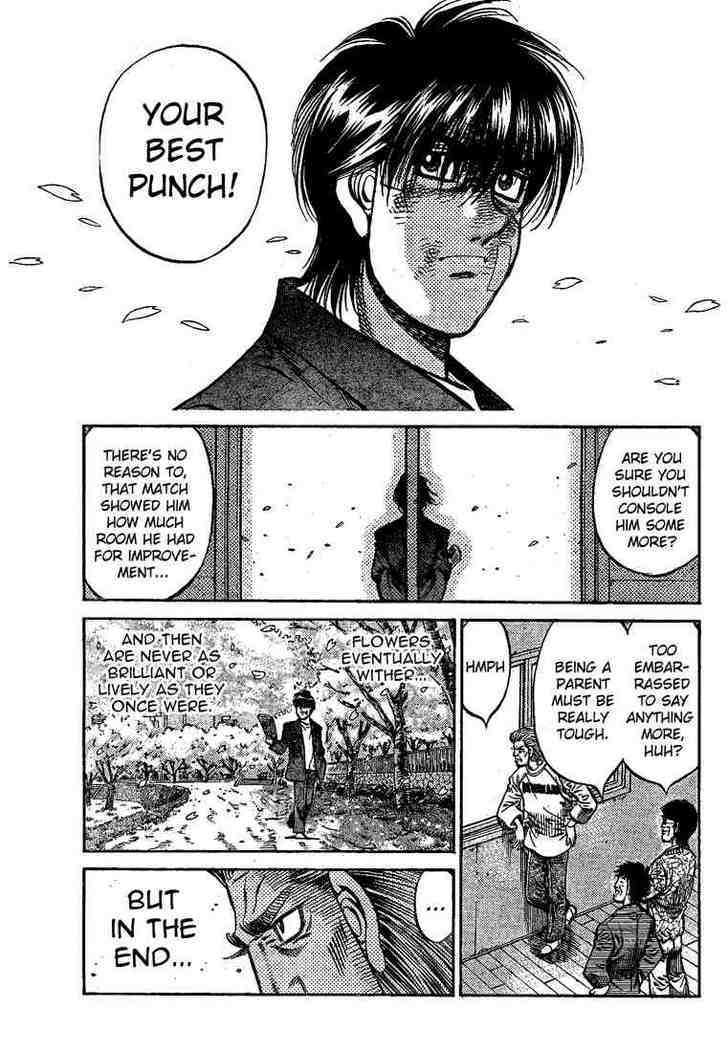 YOUR
BEST
PUNCH!
ARE YOU
SURE YOU
SHOULDN'T
CONSOLE
HIM SOME
MORE?
THERE'S NO
REASON TO,
THAT MATCH
SHOWED HIM
HOW MUCH
ROOM HE HAD
FOR IMPROVE-
MENT...
TOO
EMBAR-
RASSED
TO SAY
ANYTHING
MORE,
HUH?
BEING A
PARENT
MUST BE
REALLY
TOUGH.
HMPH
FLOWERS
EVENTUALLY
WITHER...
AND THEN
ARE NEVER AS
BRILLIANT OR
LIVELY AS THEY
ONCE WERE.
...
BUT
IN THE
END...